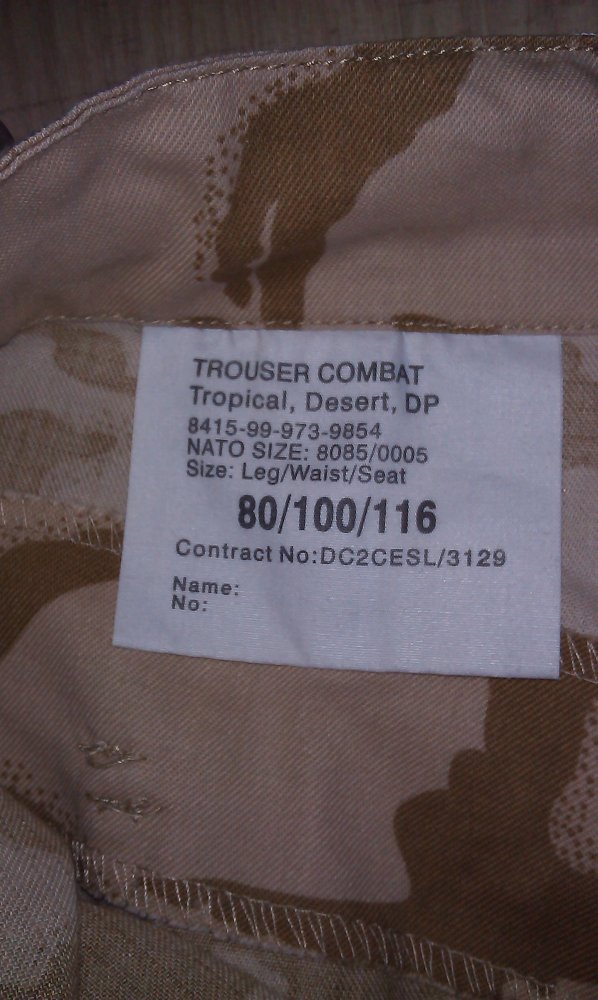 TROUSER COMBAT
Tropical, Desert, DP
8415-99-973-9854
NATO SIZE: 8085/0005
Size: Leg/Waist/Seat
80/100/116
Contract No:DC2CESL/3129
Name:
No: